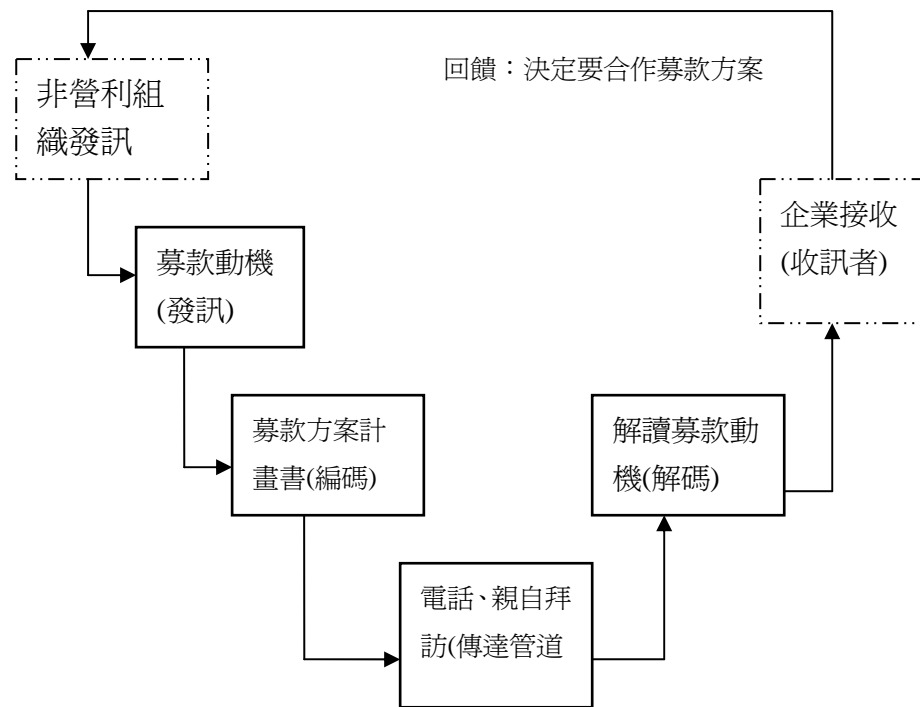 回饋：決定要合作募款方案
非營利組
織發訊
企業接收
(收訊者)
募款動機
(發訊)
募款方案計
畫書(編碼)
解讀募款動
機(解碼)
電話、親自拜
訪(傳達管道